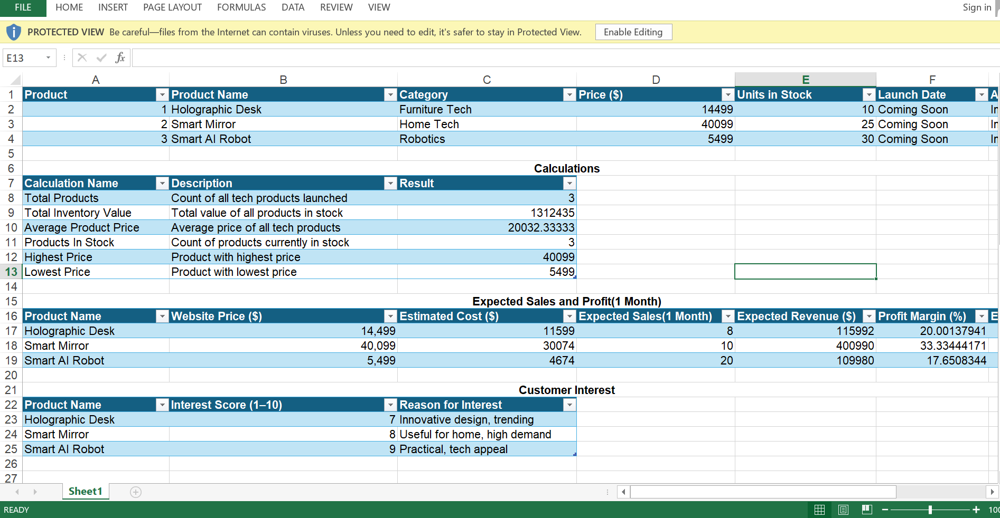 FILE HOME INSERT PAGE LAYOUT FORMULAS DATA REVIEW VIEW Sign in
PROTECTED VIEW Be careful—files from the Internet can contain viruses. Unless you need to edit, it's safer to stay in Protected View. Enable Editing
E13 fx
A B C D E F
1 Product Product Name Category Price ($) Units in Stock Launch Date A
2 1 Holographic Desk Furniture Tech 14499 10 Coming Soon In
3 2 Smart Mirror Home Tech 40099 25 Coming Soon In
4 3 Smart AI Robot Robotics 5499 30 Coming Soon In
5
6 Calculations
7 Calculation Name Description Result
8 Total Products Count of all tech products launched 3
9 Total Inventory Value Total value of all products in stock 1312435
10 Average Product Price Average price of all tech products 20032.33333
11 Products In Stock Count of products currently in stock 3
12 Highest Price Product with highest price 40099
13 Lowest Price Product with lowest price 5499
14
15 Expected Sales and Profit(1 Month)
16 Product Name Website Price ($) Estimated Cost ($) Expected Sales(1 Month) Expected Revenue ($) Profit Margin (%) E
17 Holographic Desk 14,499 11599 8 115992 20.00137941
18 Smart Mirror 40,099 30074 10 400990 33.33444171
19 Smart AI Robot 5,499 4674 20 109980 17.6508344
20
21 Customer Interest
22 Product Name Interest Score (1–10) Reason for Interest
23 Holographic Desk 7 Innovative design, trending
24 Smart Mirror 8 Useful for home, high demand
25 Smart AI Robot 9 Practical, tech appeal
26
27
Sheet1
READY 100